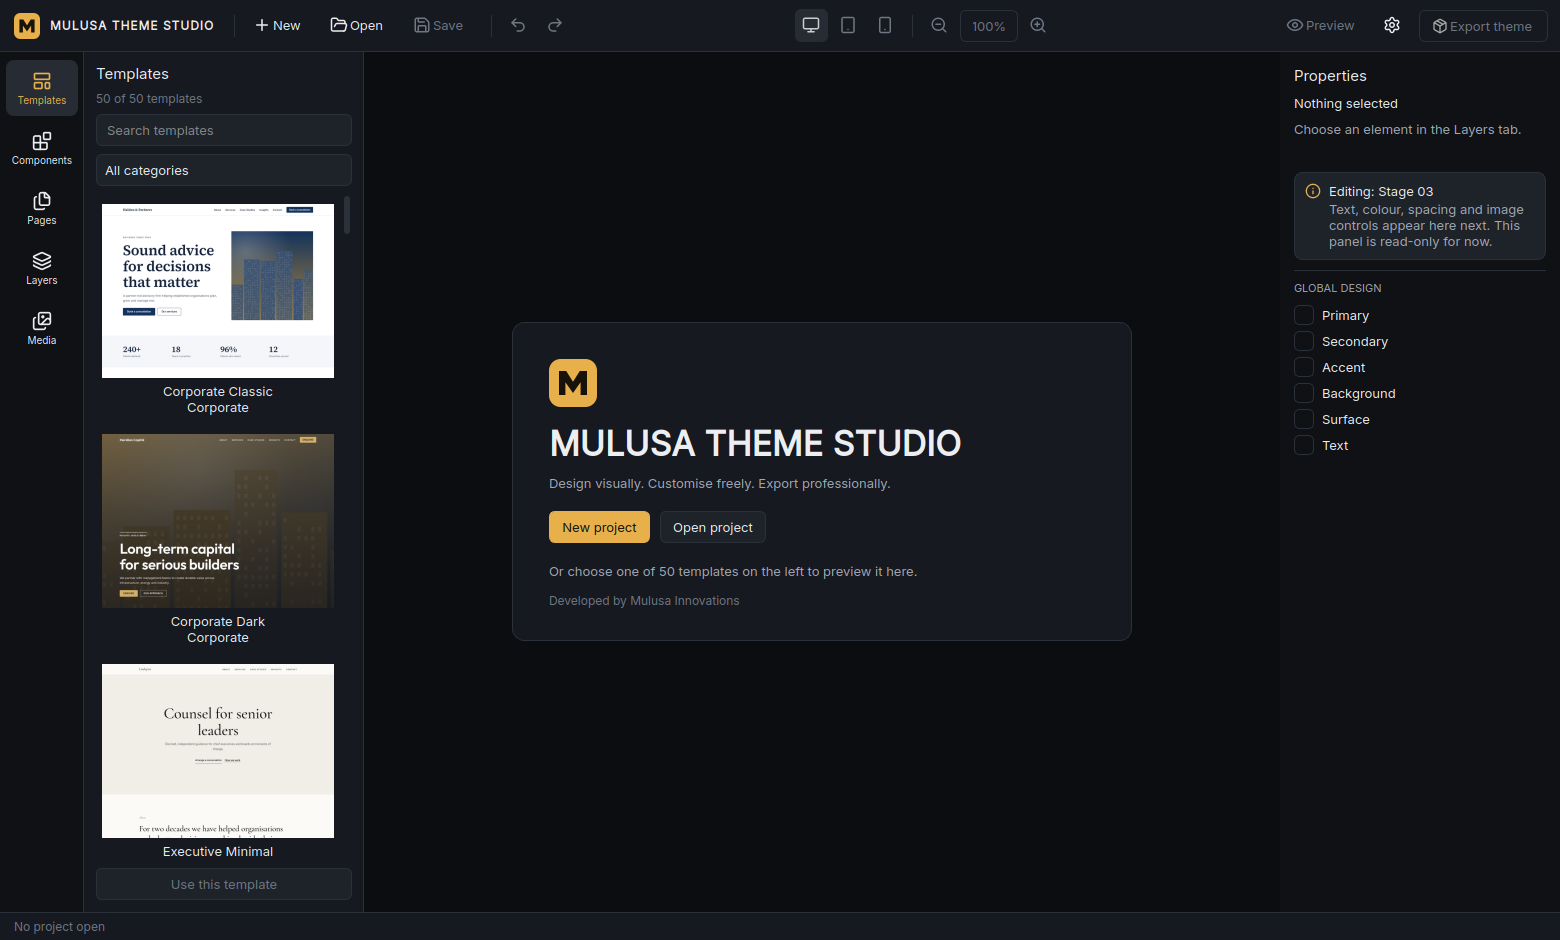 M MULUSA THEME STUDIO
New
Open
Save
100%
Preview
Export theme
Templates
Components
Pages
Layers
Media
Templates
50 of 50 templates
Search templates
All categories
Sound advice
for decisions
that matter
240+ 18 96% 12
Corporate Classic
Corporate
Long-term capital
for serious builders
Corporate Dark
Corporate
Counsel for senior
leaders
For two decades we have helped organisations
Executive Minimal
Use this template
M
MULUSA THEME STUDIO
Design visually. Customise freely. Export professionally.
New project
Open project
Or choose one of 50 templates on the left to preview it here.
Developed by Mulusa Innovations
Properties
Nothing selected
Choose an element in the Layers tab.
Editing: Stage 03
Text, colour, spacing and image
controls appear here next. This
panel is read-only for now.
GLOBAL DESIGN
Primary
Secondary
Accent
Background
Surface
Text
No project open